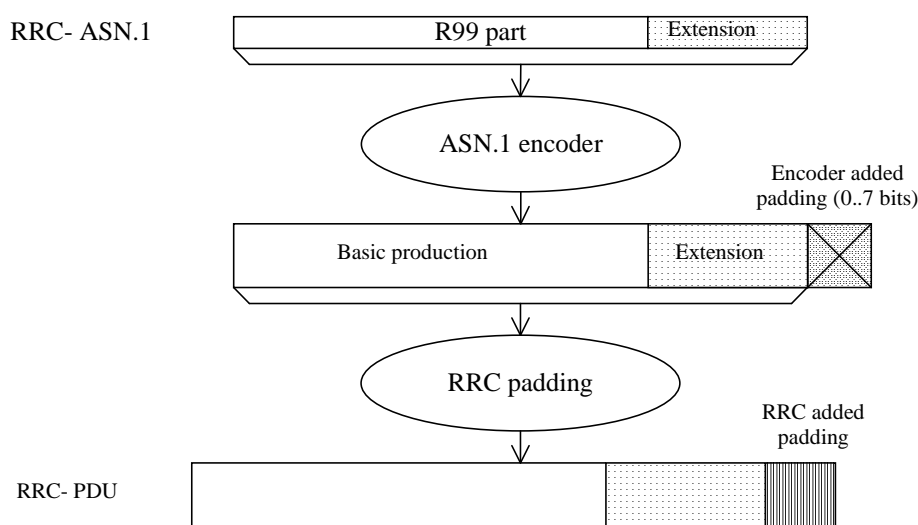 RRC- ASN.1
R99 part
Extension
ASN.1 encoder
Encoder added
padding (0..7 bits)
Basic production
Extension
RRC padding
RRC added
padding
RRC- PDU